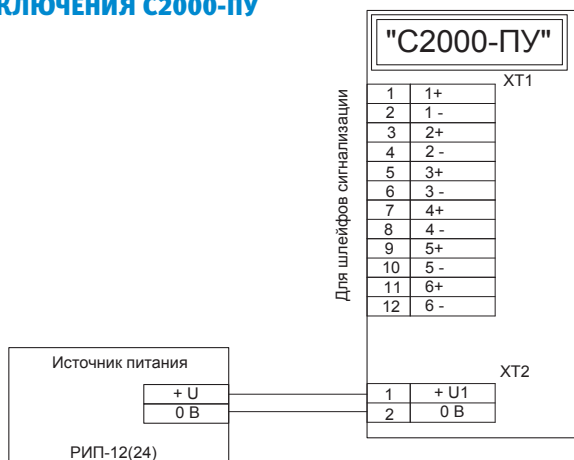 КЛЮЧЕНИЯ С2000-ПУ
"С2000-ПУ"
XT1
Для шлейфов сигнализации
1 1+
2 1 -
3 2+
4 2 -
5 3+
6 3 -
7 4+
8 4 -
9 5+
10 5 -
11 6+
12 6 -
Источник питания
XT2
+ U
0 В
1 + U1
2 0 В
РИП-12(24)